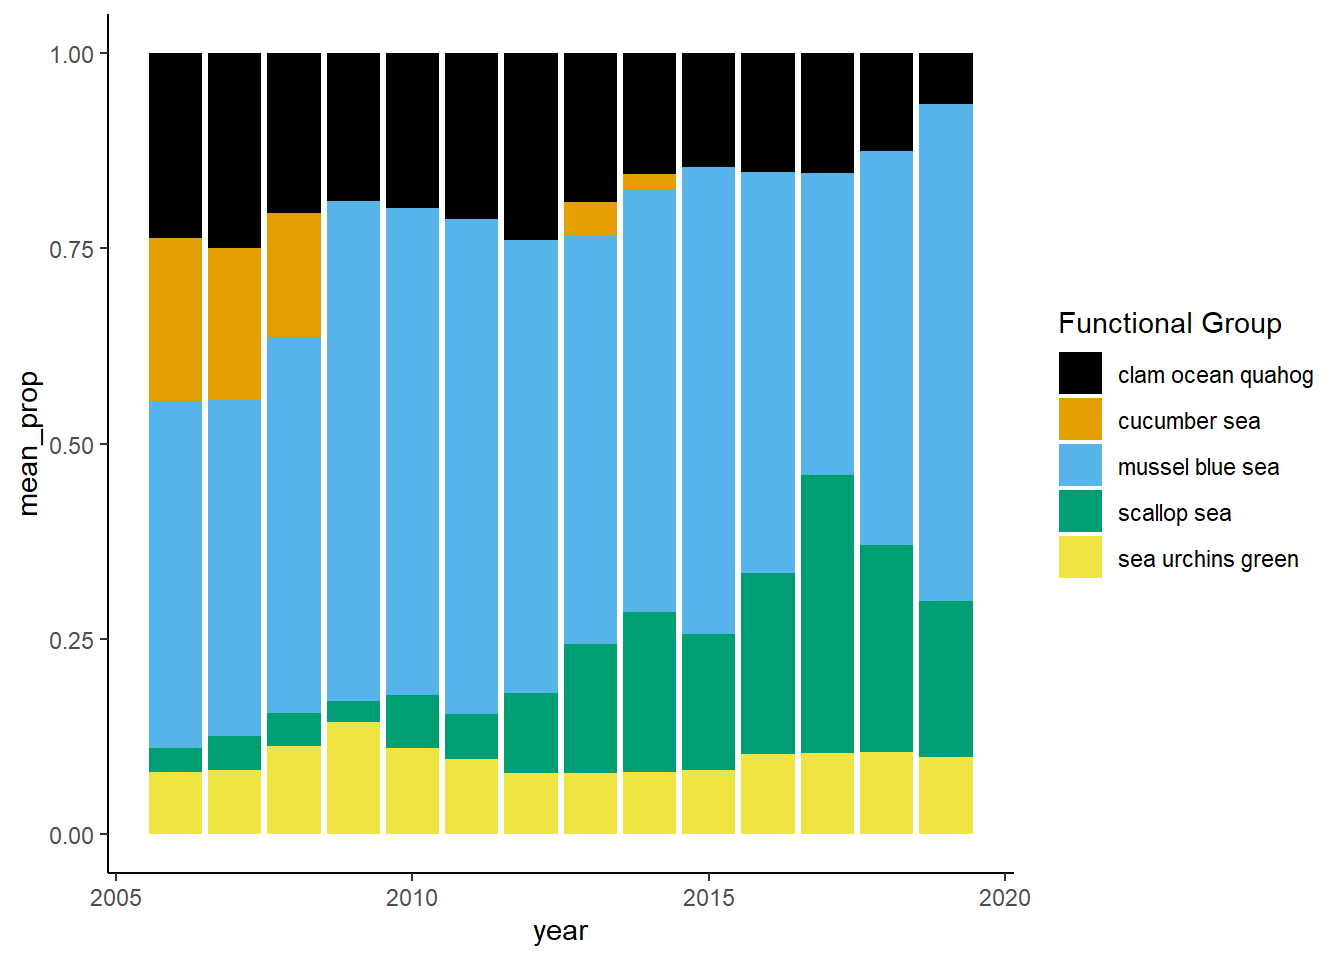 1.00
0.75
0.50
0.25
0.00
mean_prop
2005
2010
2015
2020
year
Functional Group
clam ocean quahog
cucumber sea
mussel blue sea
scallop sea
sea urchins green